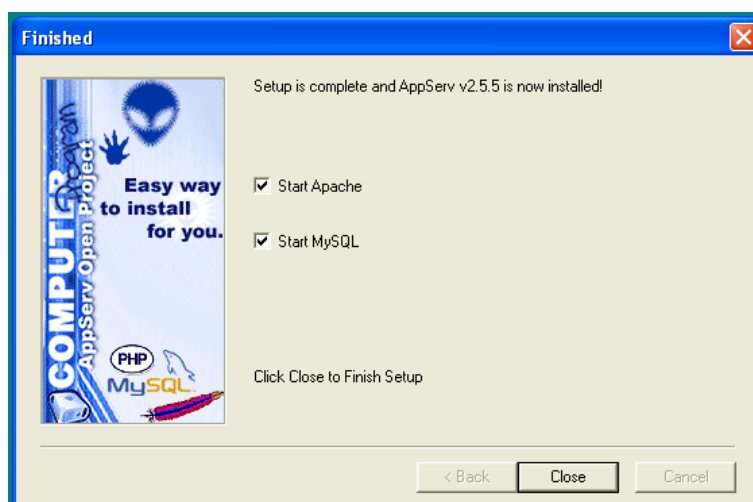 Finished
Setup is complete and AppServ v2.5.5 is now installed!
COMPUTER
Program
AppServ Open Project
Easy way
to install
for you.
PHP
MySQL
Start Apache
Start MySQL
Click Close to Finish Setup
< Back
Close
Cancel